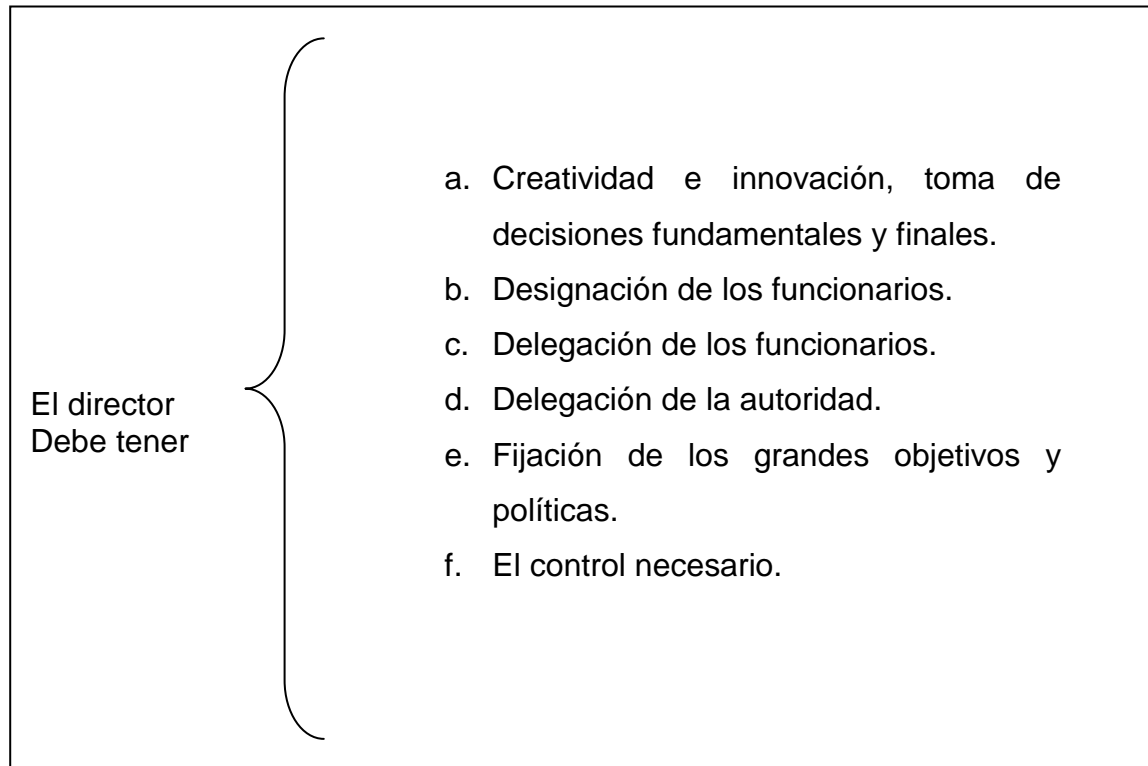 El director
Debe tener
a. Creatividad e innovación, toma de
decisiones fundamentales y finales.
b. Designación de los funcionarios.
c. Delegación de los funcionarios.
d. Delegación de la autoridad.
e. Fijación de los grandes objetivos y
políticas.
f. El control necesario.